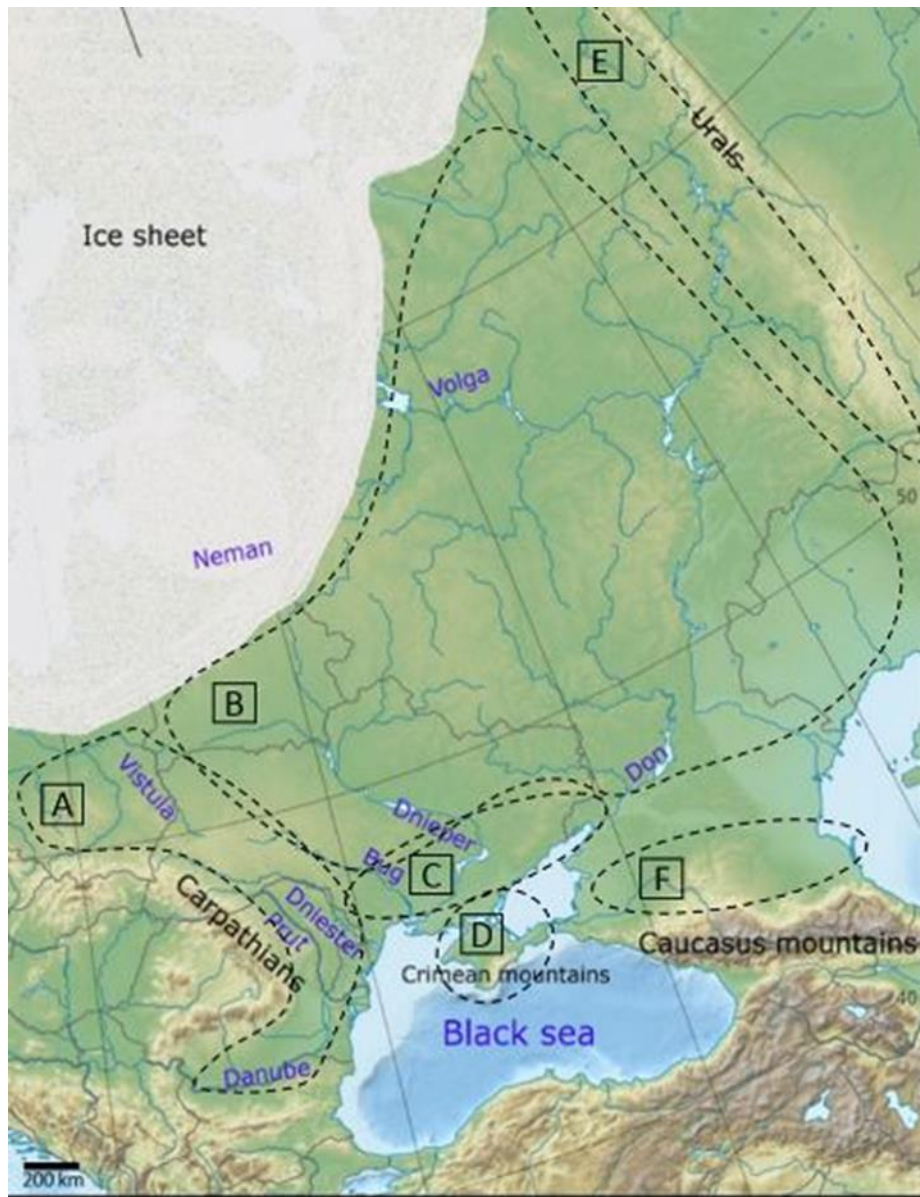 E
Urals
Ice sheet
Volga
50
Neman
B
A
Vistula
Don
Dnieper
Bug
C
F
Carpathians
Dniester
Prut
D
Caucasus mountains
Crimean mountains
40
Black sea
Danube
200 km